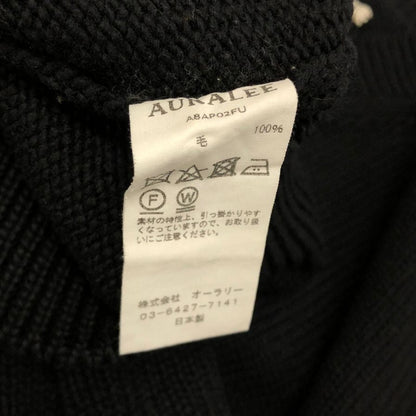 AURALEE
A8AP02FU
毛 100%
F W
素材の特性上、引っ掛かりやす
くなっていますので、お取り扱
いにご注意ください。
株式会社 オーラリー
03-6427-7141
日本製